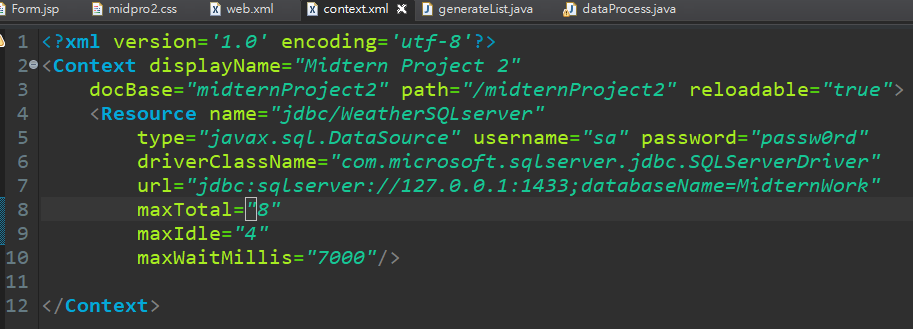 Form.jsp midpro2.css web.xml context.xml generateList.java dataProcess.java
1 <?xml version='1.0' encoding='utf-8'?>
2 <Context displayName="Midtern Project 2"
3 docBase="midternProject2" path="/midternProject2" reloadable="true">
4 <Resource name="jdbc/WeatherSQLserver"
5 type="javax.sql.DataSource" username="sa" password="passw0rd"
6 driverClassName="com.microsoft.sqlserver.jdbc.SQLServerDriver"
7 url="jdbc:sqlserver://127.0.0.1:1433;databaseName=MidternWork"
8 maxTotal="8"
9 maxIdle="4"
10 maxWaitMillis="7000"/>
11
12 </Context>